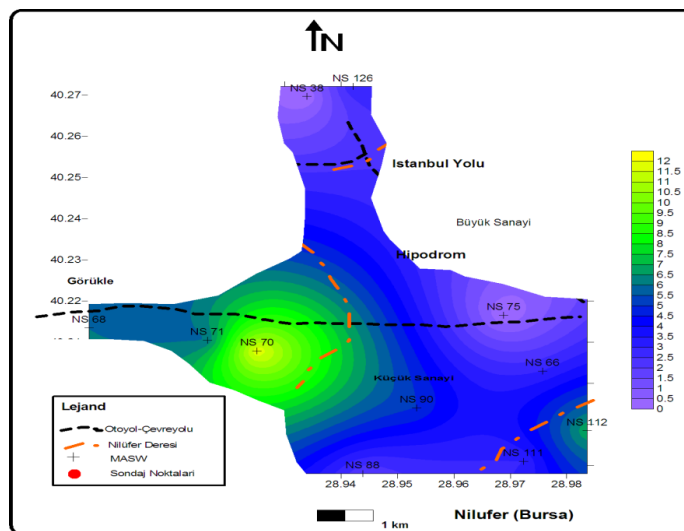 N
NS 126
NS 38
40.27
40.26
40.25
40.24
40.23
40.22
Istanbul Yolu
Büyük Sanayi
Hipodrom
Görükle
NS 68
NS 71
NS 70
NS 75
NS 66
Küçük Sanayi
NS 90
NS 112
NS 111
NS 88
28.94 28.95 28.96 28.97 28.98
12
11.5
11
10.5
10
9.5
9
8.5
8
7.5
7
6.5
6
5.5
5
4.5
4
3.5
3
2.5
2
1.5
1
0.5
0
Lejand
Otoyol-Çevreyolu
Nilüfer Deresi
MASW
Sondaj Noktalari
1 km
Nilufer (Bursa)